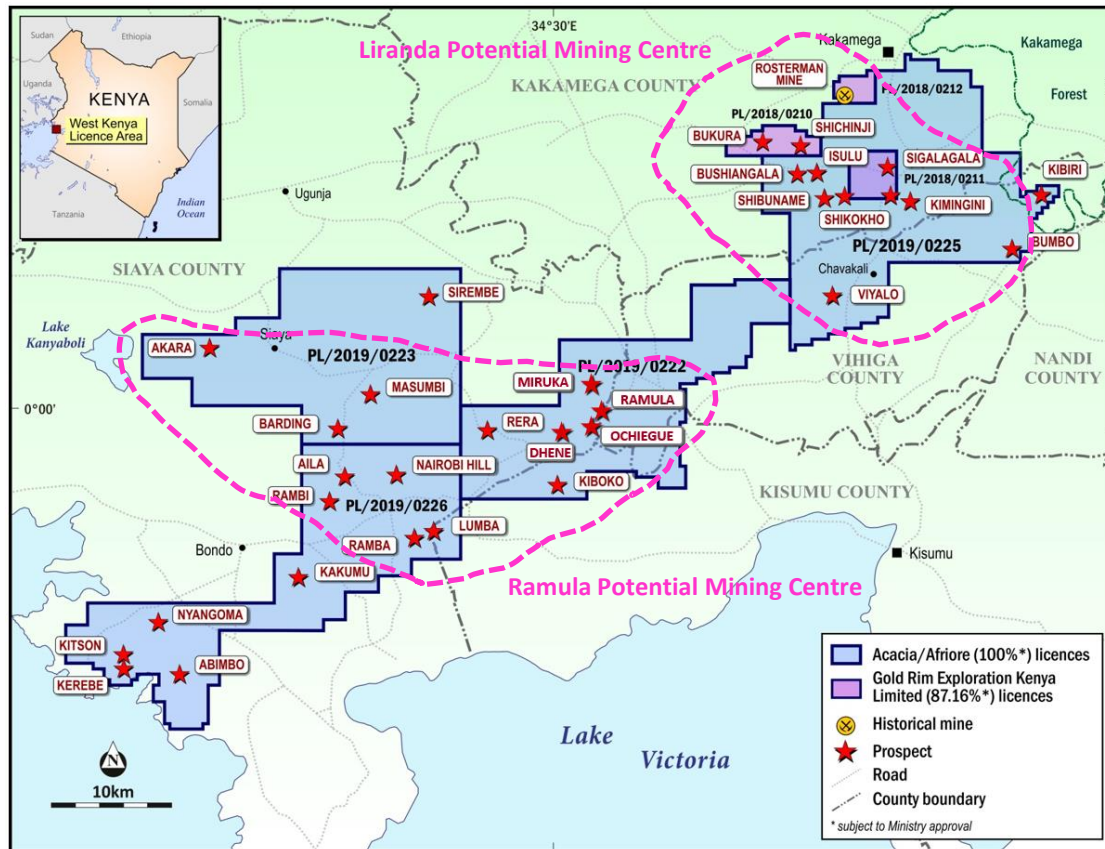 Sudan
Ethiopia
Uganda
Somalia
KENYA
West Kenya
Licence Area
Tanzania
Indian
Ocean
34°30'E
Liranda Potential Mining Centre
KAKAMEGA COUNTY
Kakamega
Kakamega
Forest
ROSTERMAN
MINE
PL/2018/0212
PL/2018/0210
SHICHINJI
BUKURA
ISULU
SIGALAGALA
BUSHIANGALA
PL/2018/0211
KIBIRI
SHIBUNAME
SHIKOKHO
KIMINGINI
PL/2019/0225
BUMBO
Chavakali
VIYALO
VIHIGA
COUNTY
NANDI
COUNTY
Ugunja
SIAYA COUNTY
SIREMBE
Lake
Kanyaboli
AKARA
Siaya
PL/2019/0223
PL/2019/0222
MIRUKA
MASUMBI
RAMULA
0°00'
BARDING
RERA
OCHIEGUE
DHENE
AILA
NAIROBI HILL
KIBOKO
RAMBI
PL/2019/0226
KISUMU COUNTY
LUMBA
RAMBA
Bondo
Kisumu
KAKUMU
Ramula Potential Mining Centre
NYANGOMA
KITSON
KEREBE
ABIMBO
Lake
Victoria
N
10km
Acacia/Afriore (100%*) licences
Gold Rim Exploration Kenya
Limited (87.16%*) licences
Historical mine
Prospect
Road
County boundary
* subject to Ministry approval